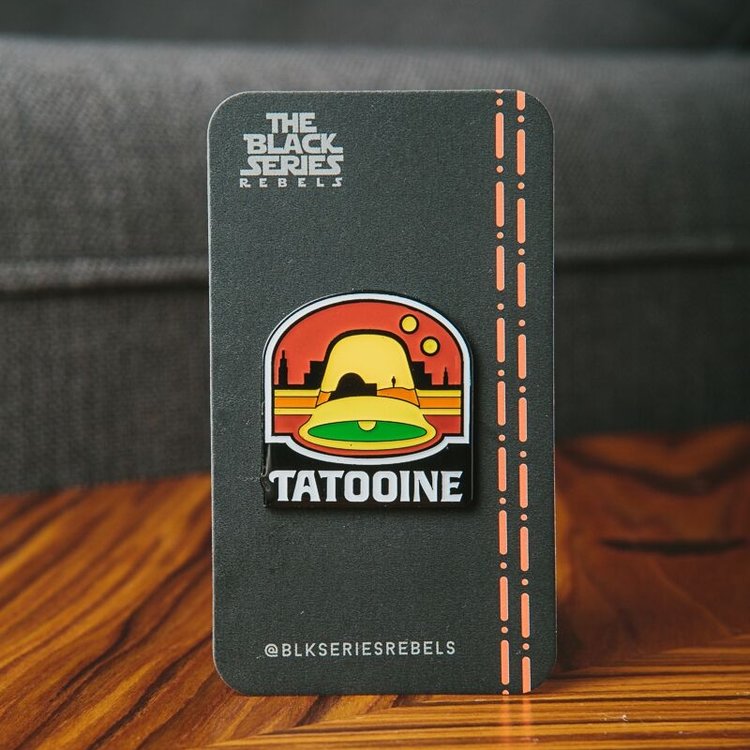 THE
BLACK
SERIES
REBELS
TATOOINE
@BLKSERIESREBELS